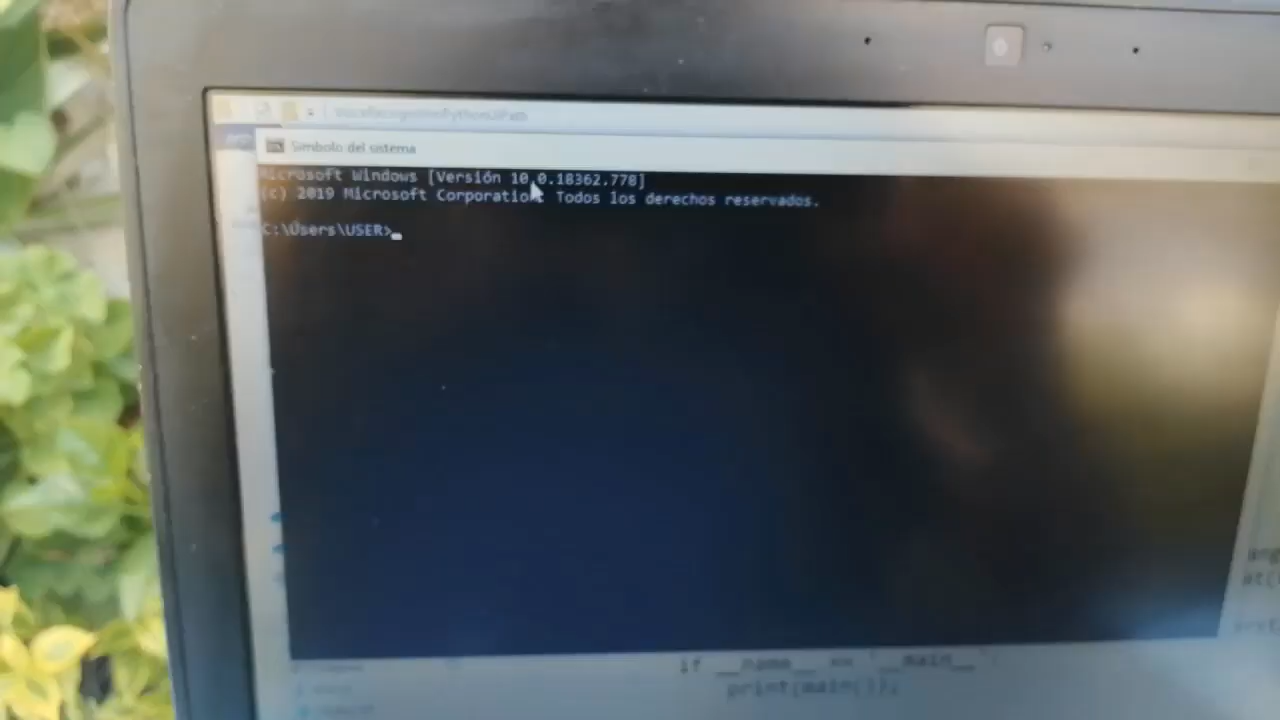 Símbolo del sistema
Microsoft Windows [Versión 10.0.18362.778]
(c) 2019 Microsoft Corporation. Todos los derechos reservados.
C:\Users\USER>
if __name__ == '__main__':
print(main());